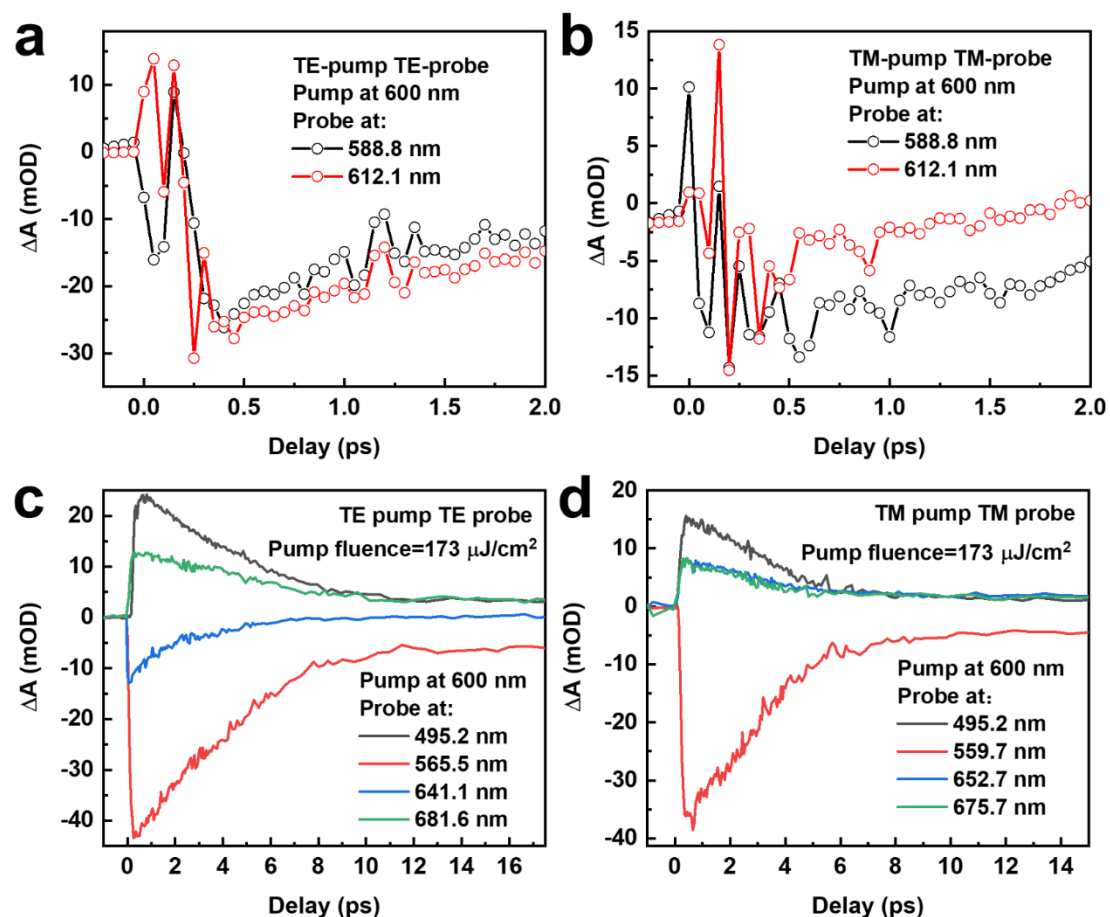 a
TE-pump TE-probe
Pump at 600 nm
Probe at:
588.8 nm
612.1 nm
10
0
-10
-20
-30
ΔA (mOD)
0.0 0.5 1.0 1.5 2.0
Delay (ps)
b
TM-pump TM-probe
Pump at 600 nm
Probe at:
588.8 nm
612.1 nm
15
10
5
0
-5
-10
-15
ΔA (mOD)
0.0 0.5 1.0 1.5 2.0
Delay (ps)
c
TE pump TE probe
Pump fluence=173 μJ/cm²
Pump at 600 nm
Probe at:
495.2 nm
565.5 nm
641.1 nm
681.6 nm
20
10
0
-10
-20
-30
-40
ΔA (mOD)
0 2 4 6 8 10 12 14 16
Delay (ps)
d
TM pump TM probe
Pump fluence=173 μJ/cm²
Pump at 600 nm
Probe at:
495.2 nm
559.7 nm
652.7 nm
675.7 nm
20
10
0
-10
-20
-30
-40
ΔA (mOD)
0 2 4 6 8 10 12 14
Delay (ps)